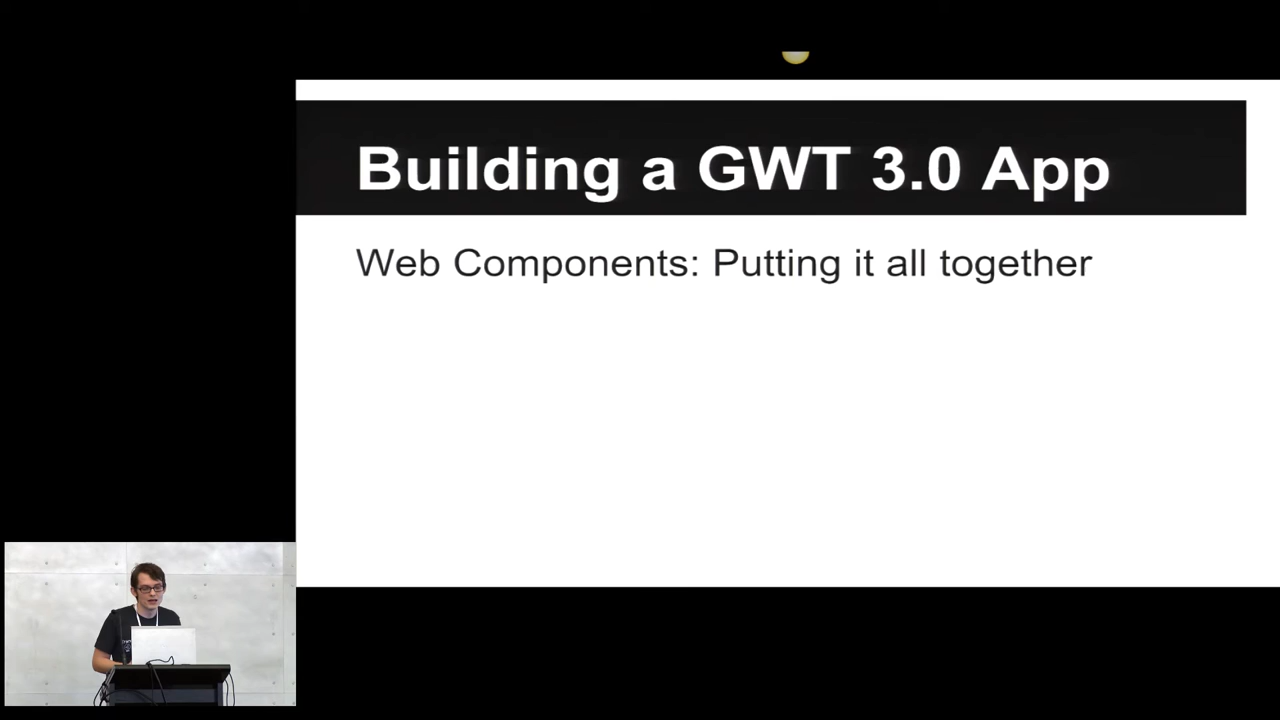 Building a GWT 3.0 App
Web Components: Putting it all together